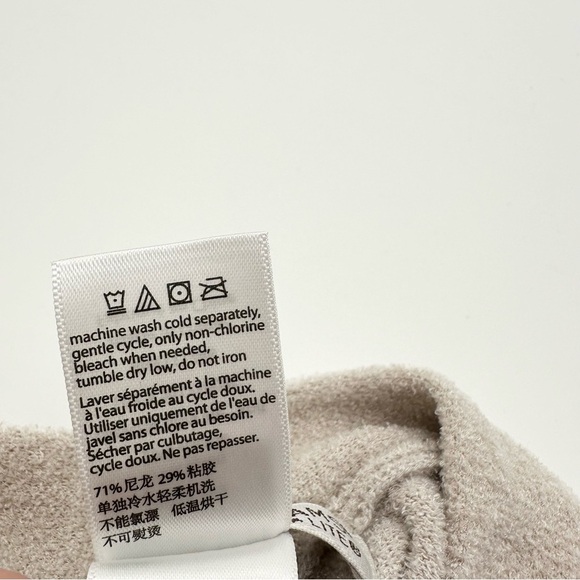 machine wash cold separately,
gentle cycle, only non-chlorine
bleach when needed,
tumble dry low, do not iron
Laver séparément à la machine
à l'eau froide au cycle doux.
Utiliser uniquement de l'eau de
javel sans chlore au besoin.
Sécher par culbutage,
cycle doux. Ne pas repasser.
71% 尼龙 29% 粘胶
单独冷水轻柔机洗
不能氯漂 低温烘干
不可熨烫
LITE®